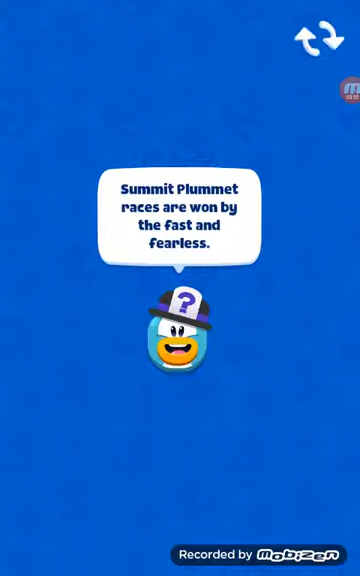 Summit Plummet
races are won by
the fast and
fearless.
?
Recorded by mobizen